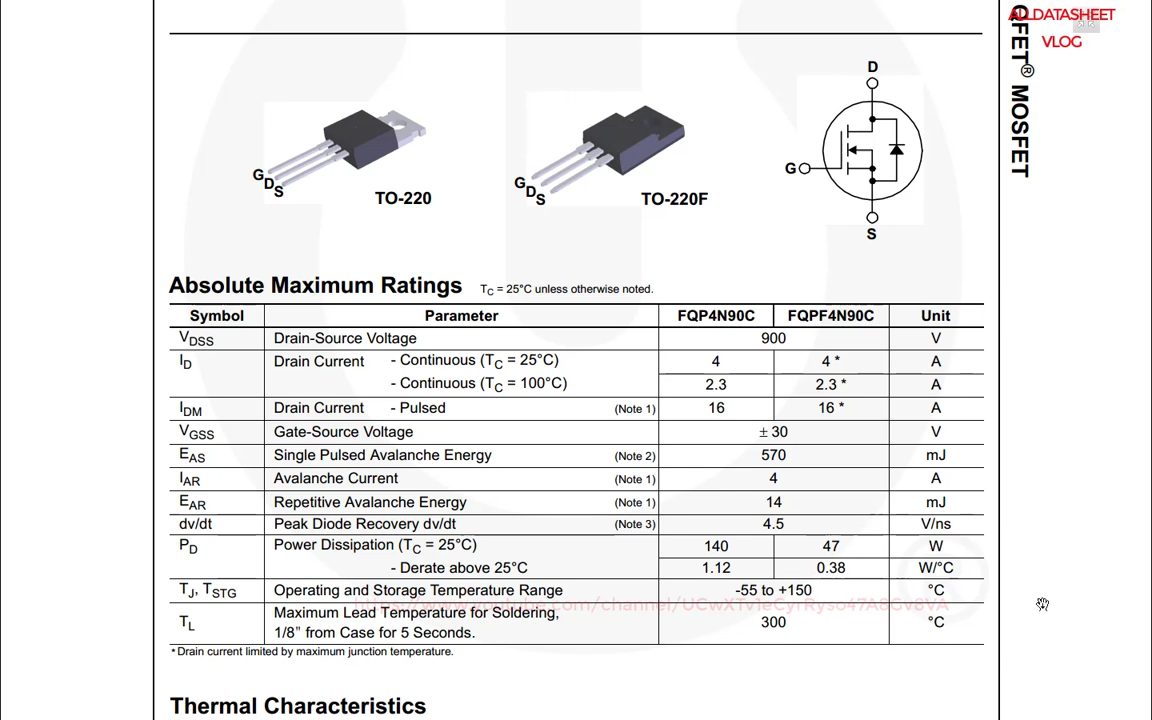 ALLDATASHEET
VLOG
QFET® MOSFET
D
G
S
G
D
S
TO-220
G
D
S
TO-220F
Absolute Maximum Ratings TC = 25°C unless otherwise noted.
Symbol Parameter FQP4N90C FQPF4N90C Unit
VDSS Drain-Source Voltage 900 V
ID Drain Current - Continuous (TC = 25°C) 4 4 * A
- Continuous (TC = 100°C) 2.3 2.3 * A
IDM Drain Current - Pulsed (Note 1) 16 16 * A
VGSS Gate-Source Voltage ± 30 V
EAS Single Pulsed Avalanche Energy (Note 2) 570 mJ
IAR Avalanche Current (Note 1) 4 A
EAR Repetitive Avalanche Energy (Note 1) 14 mJ
dv/dt Peak Diode Recovery dv/dt (Note 3) 4.5 V/ns
PD Power Dissipation (TC = 25°C) 140 47 W
- Derate above 25°C 1.12 0.38 W/°C
TJ, TSTG Operating and Storage Temperature Range -55 to +150 °C
TL Maximum Lead Temperature for Soldering,
1/8" from Case for 5 Seconds. 300 °C
* Drain current limited by maximum junction temperature.
Thermal Characteristics